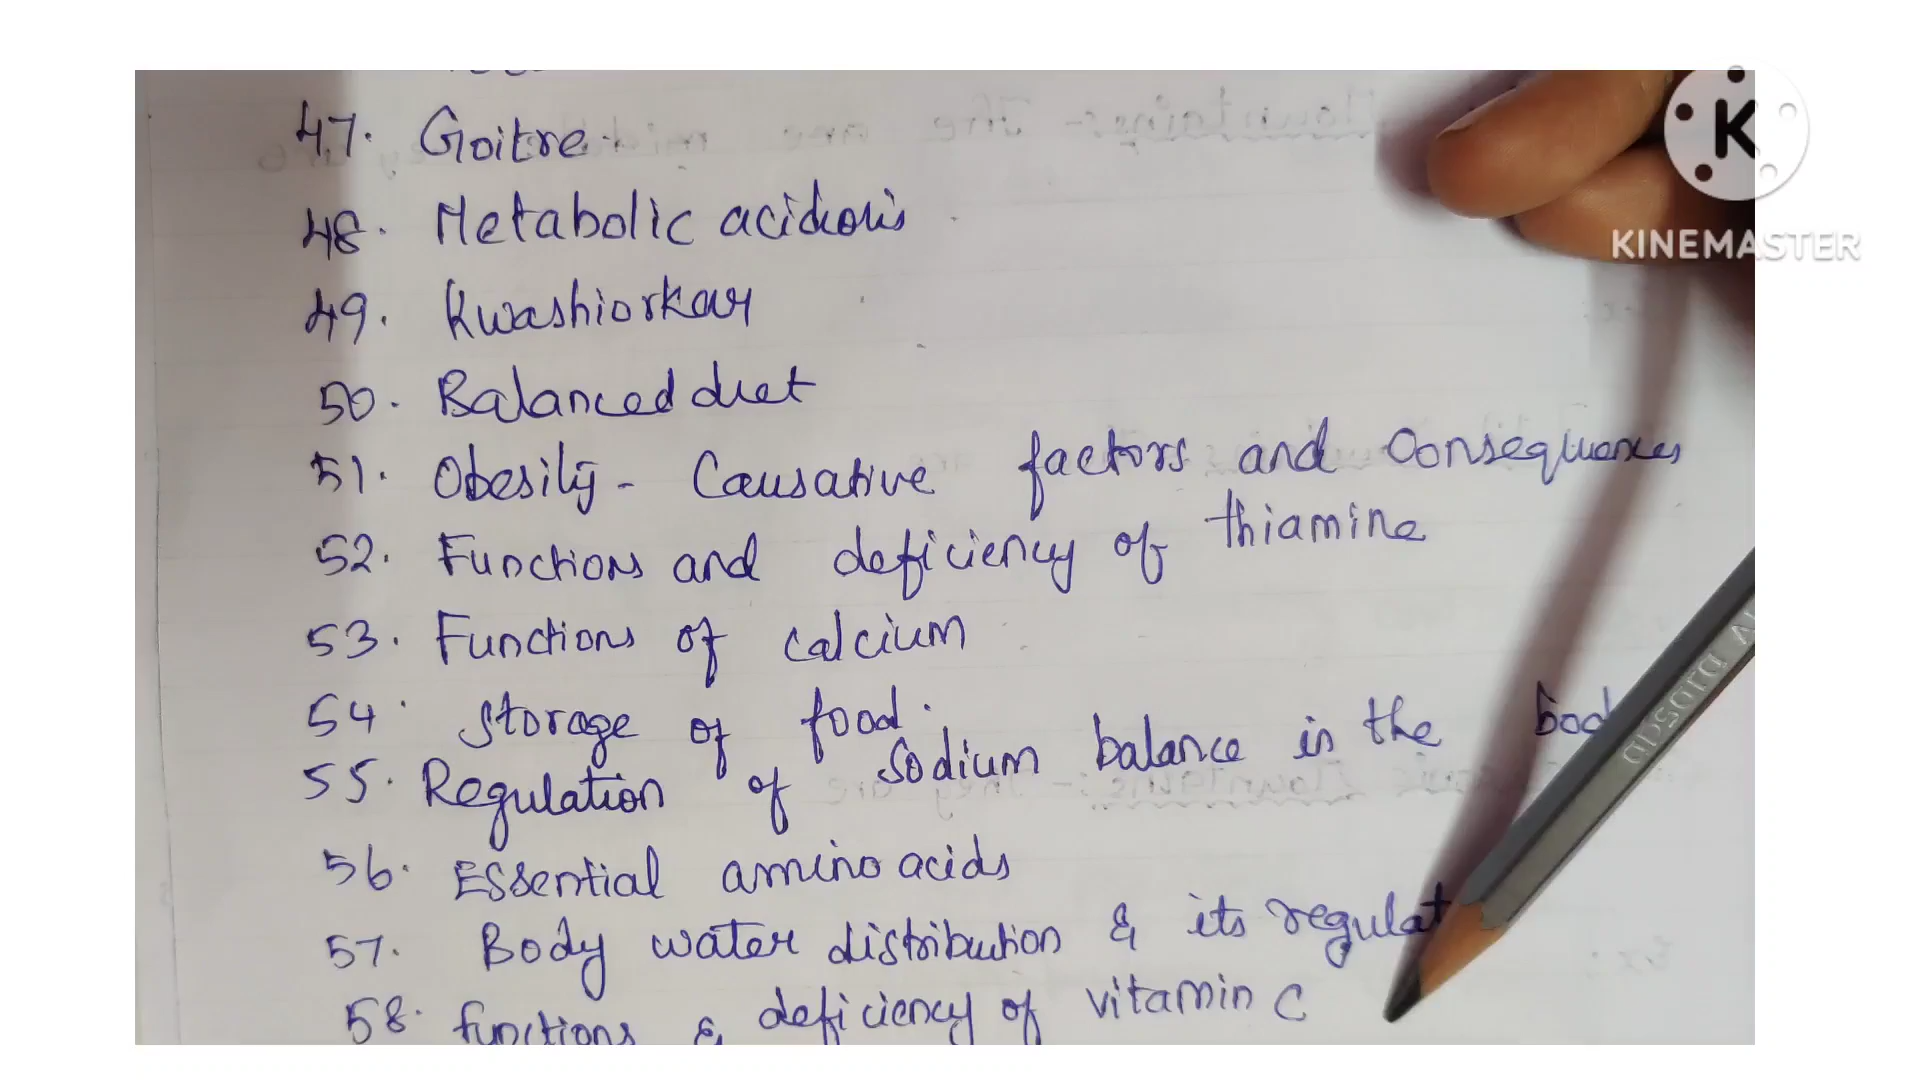 47. Goitre
48. Metabolic acidosis
49. Kwashiorkar
50. Balanced diet
51. Obesity - Causative factors and Consequences
52. Functions and deficiency of thiamine
53. Functions of calcium
54. Storage of food.
55. Regulation of sodium balance in the bod
56. Essential amino acids
57. Body water distribution & its regulat
58. functions & deficiency of vitamin C
K
KINEMASTER